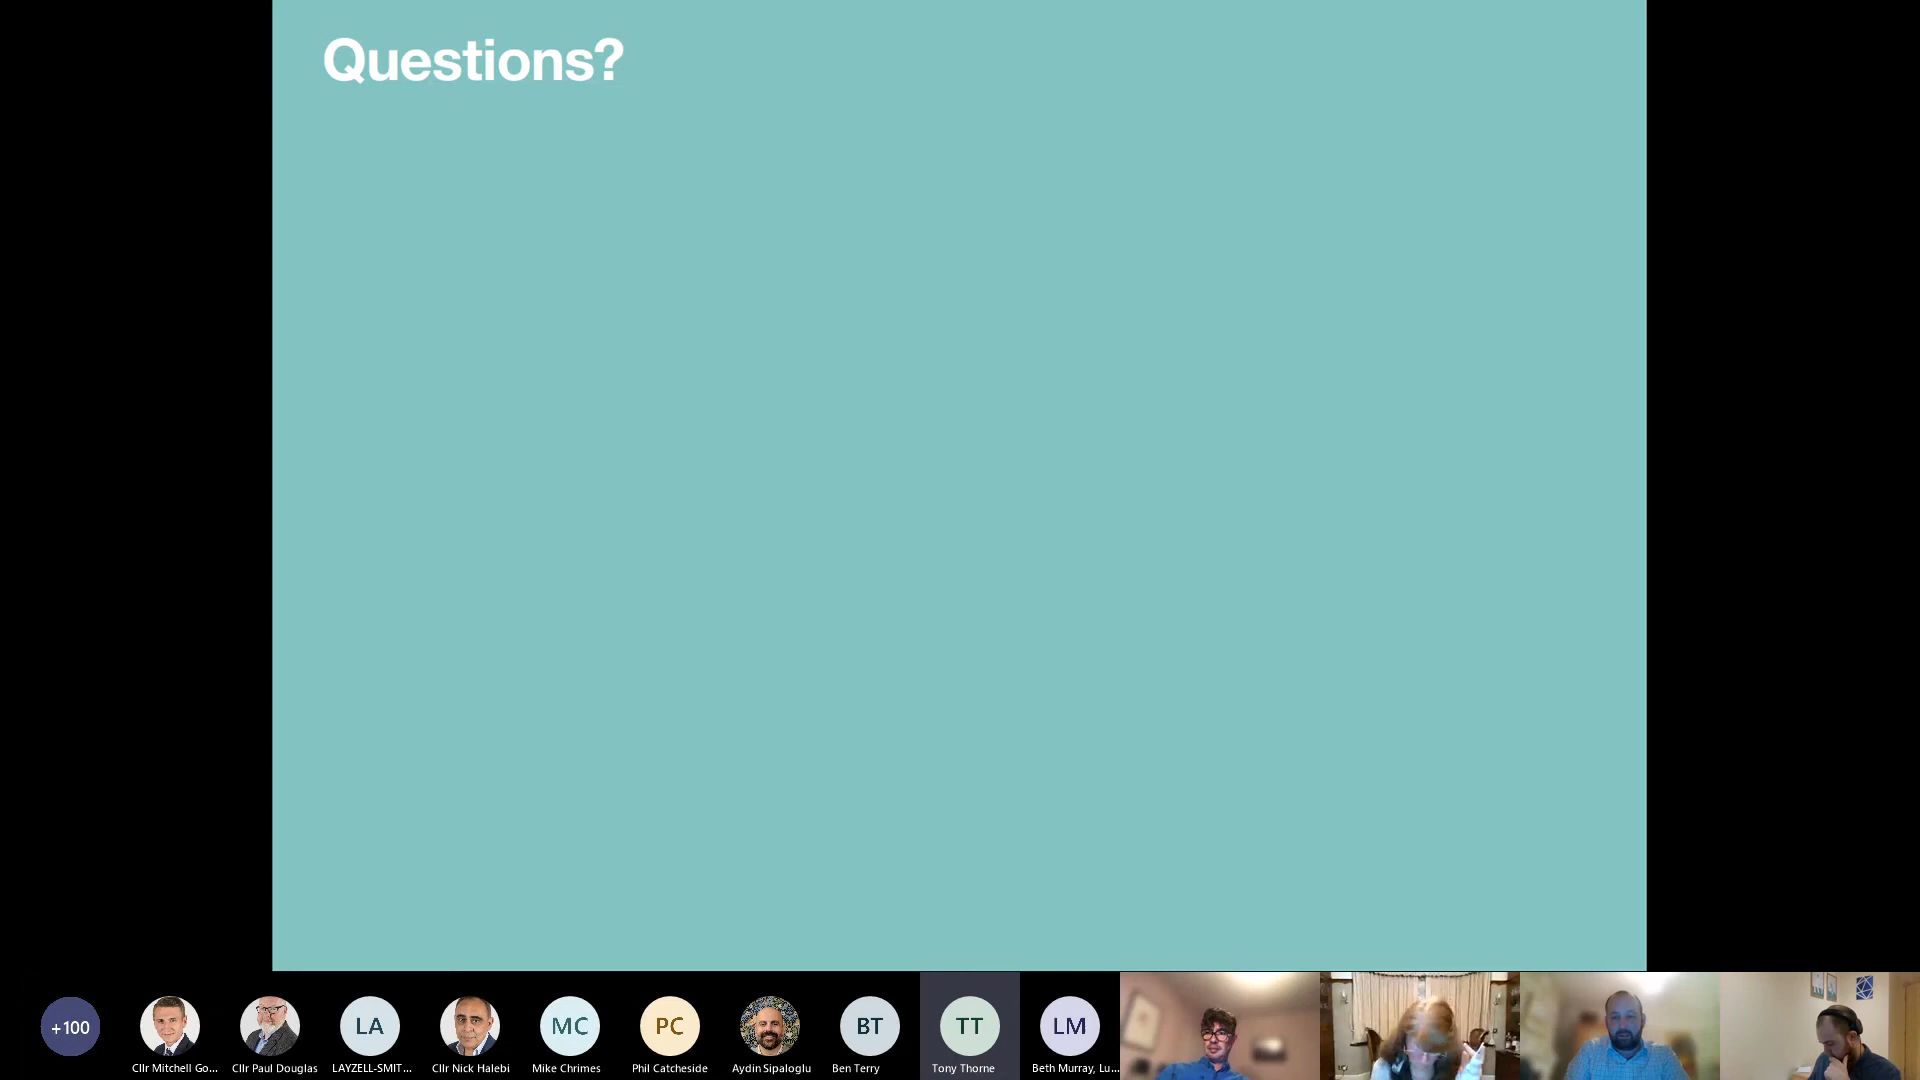 Questions?
+100
LA
MC
PC
BT
TT
LM
Cllr Mitchell Go...
Cllr Paul Douglas
LAYZELL-SMIT...
Cllr Nick Halebi
Mike Chrimes
Phil Catcheside
Aydin Sipaloglu
Ben Terry
Tony Thorne
Beth Murray, Lu...